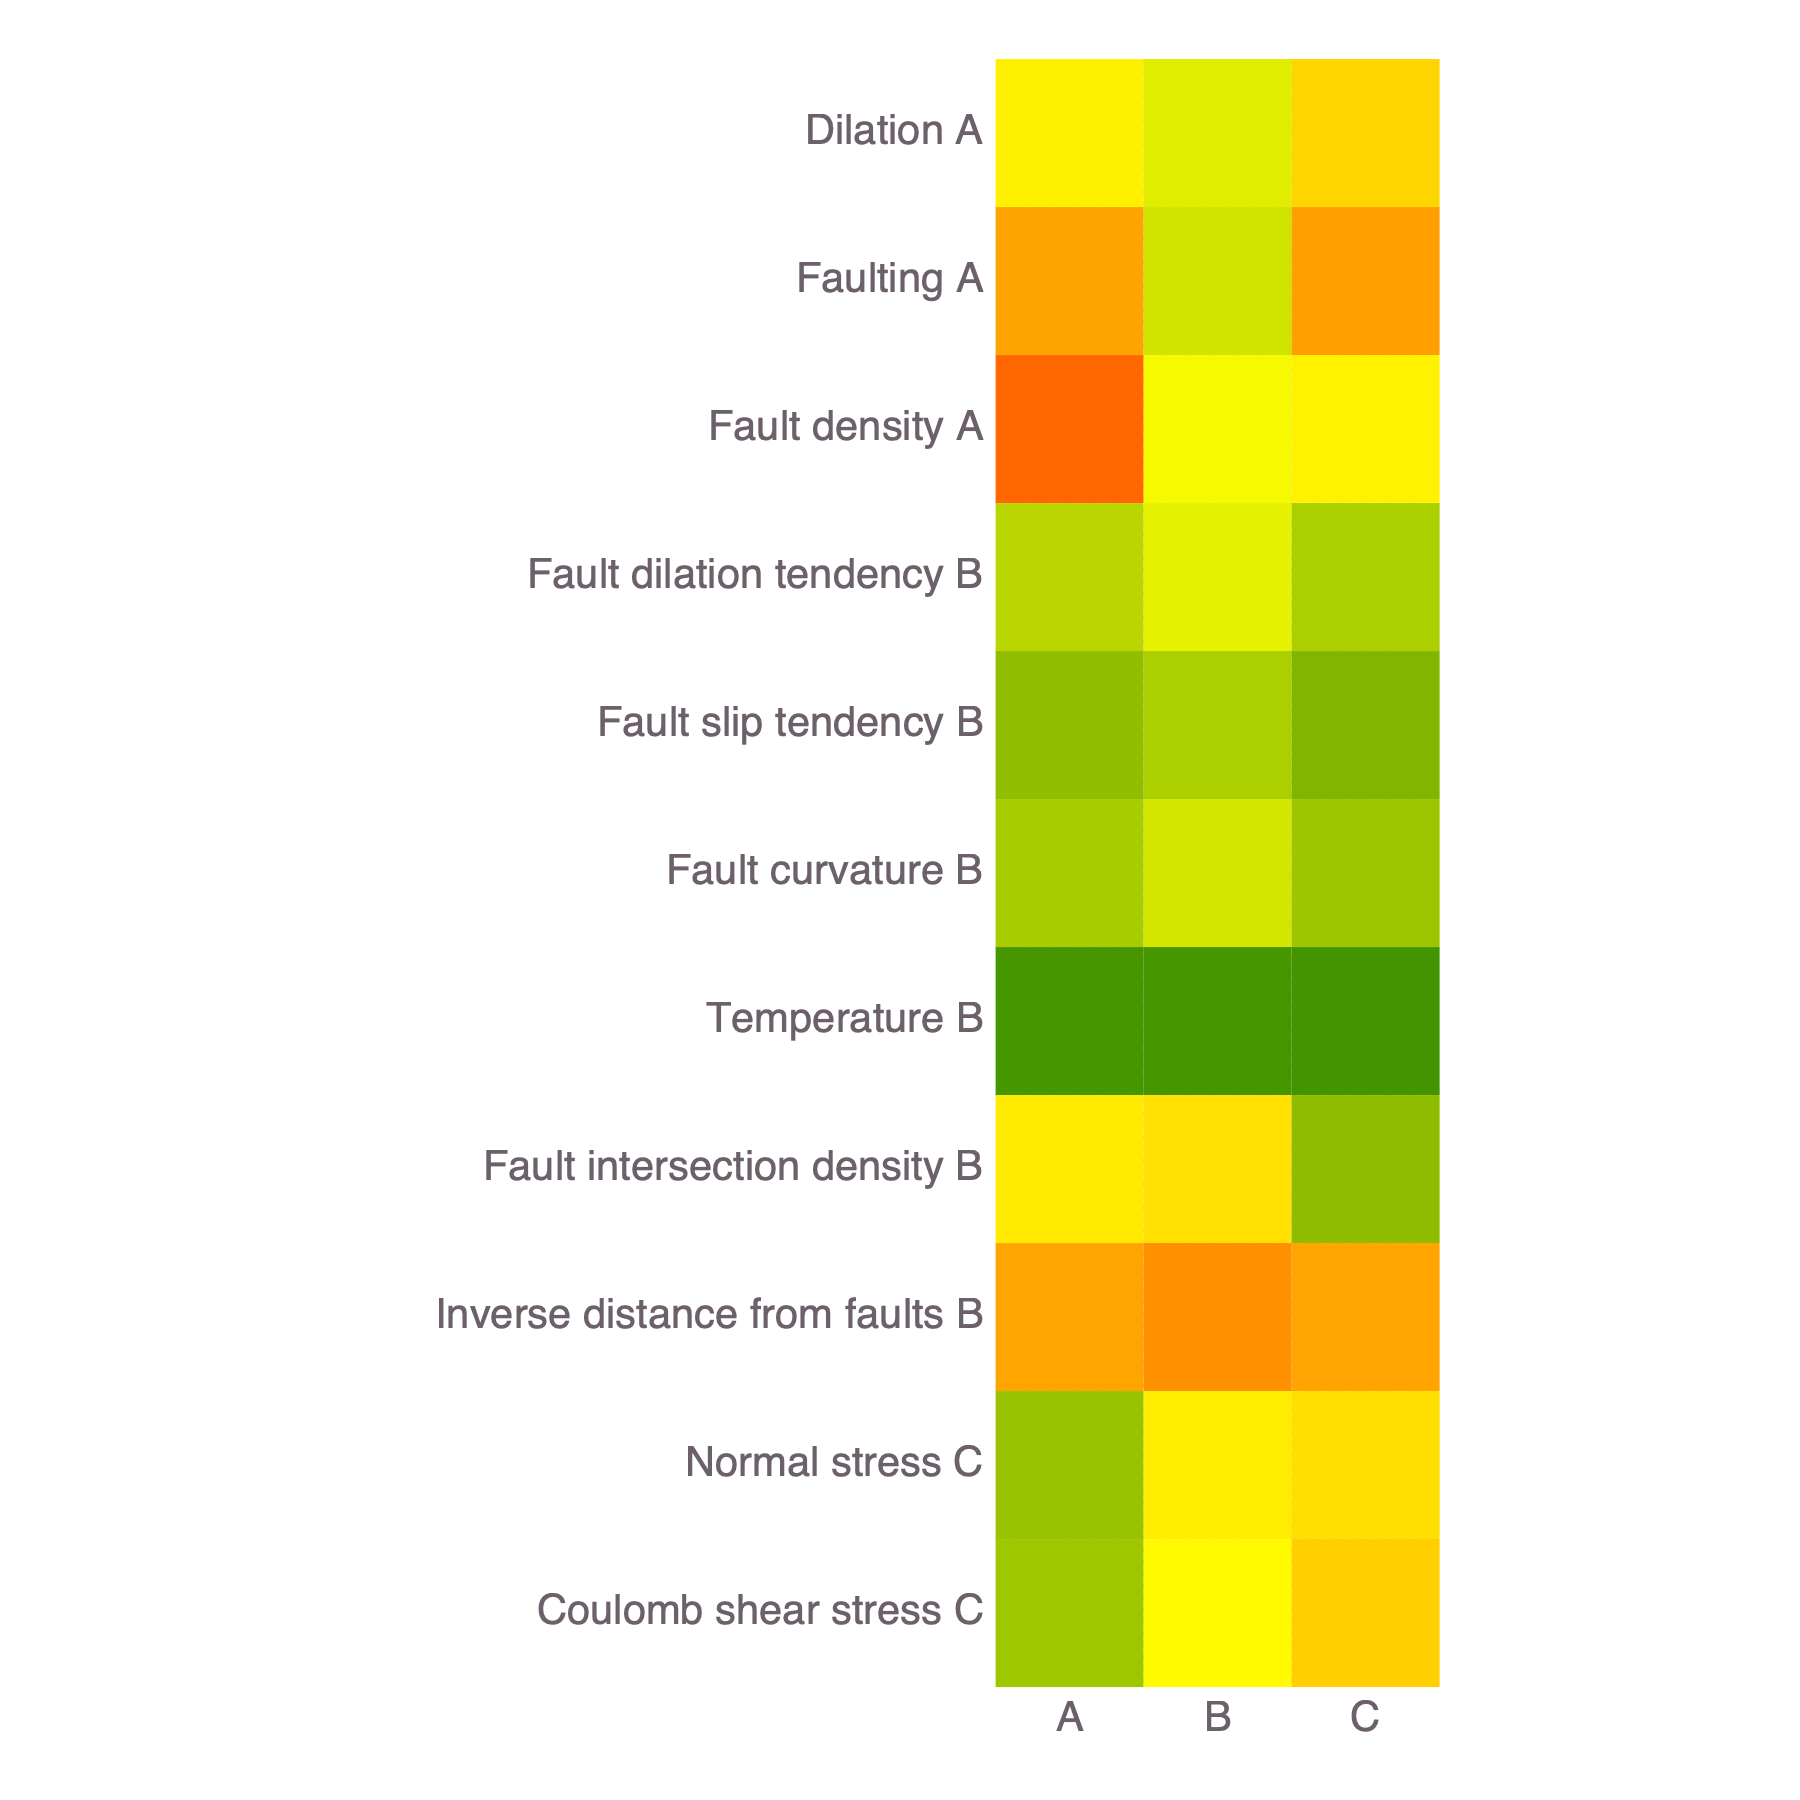 Dilation A
Faulting A
Fault density A
Fault dilation tendency B
Fault slip tendency B
Fault curvature B
Temperature B
Fault intersection density B
Inverse distance from faults B
Normal stress C
Coulomb shear stress C
A B C